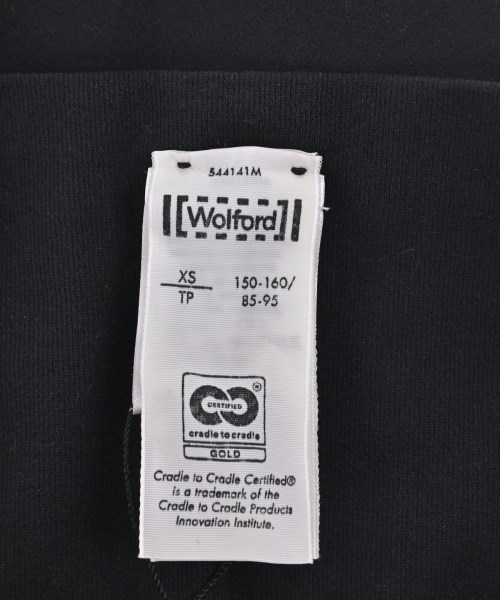 544141M
Wolford
XS 150-160/
TP 85-95
CERTIFIED
®
cradle to cradle
GOLD
Cradle to Cradle Certified®
is a trademark of the
Cradle to Cradle Products
Innovation Institute.